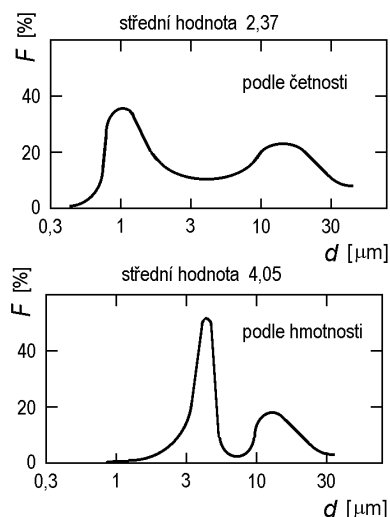 střední hodnota 2,37
F [%]
podle četnosti
40
20
0
0,3 1 3 10 30
d [μm]
střední hodnota 4,05
F [%]
podle hmotnosti
40
20
0
0,3 1 3 10 30
d [μm]